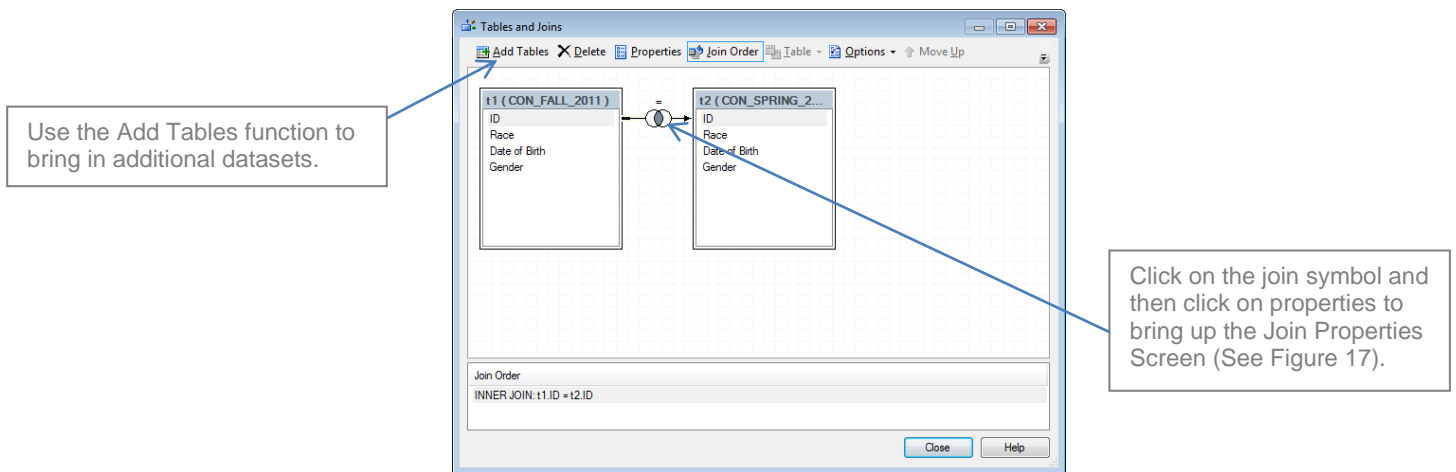 Tables and Joins
Add Tables Delete Properties Join Order Table Options Move Up
Use the Add Tables function to
bring in additional datasets.
t1 ( CON_FALL_2011 )
ID
Race
Date of Birth
Gender
=
t2 ( CON_SPRING_2...
ID
Race
Date of Birth
Gender
Click on the join symbol and
then click on properties to
bring up the Join Properties
Screen (See Figure 17).
Join Order
INNER JOIN: t1.ID = t2.ID
Close Help